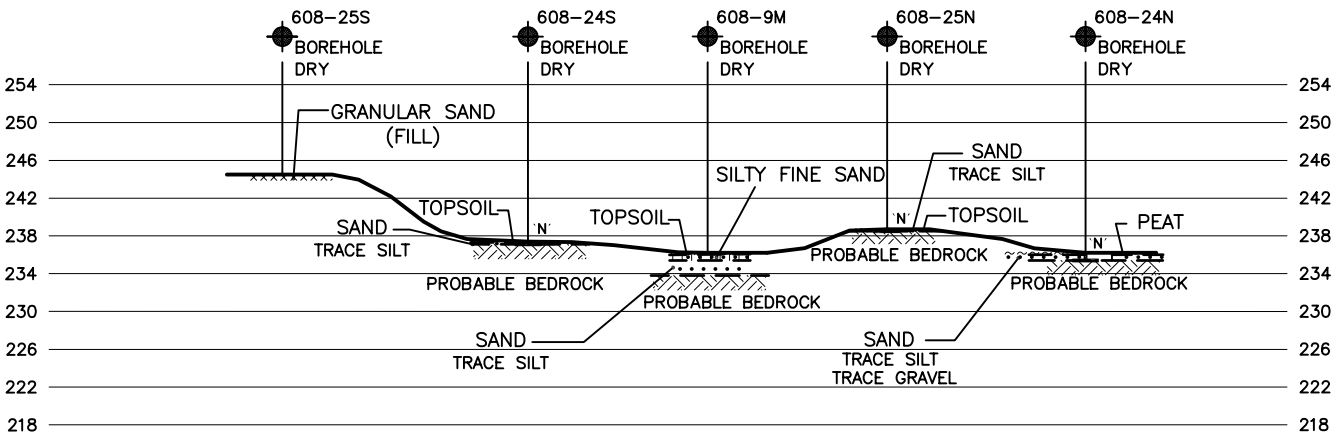 608-25S
BOREHOLE
DRY
608-24S
BOREHOLE
DRY
608-9M
BOREHOLE
DRY
608-25N
BOREHOLE
DRY
608-24N
BOREHOLE
DRY
254 254
250 250
246 246
242 242
238 238
234 234
230 230
226 226
222 222
218 218
GRANULAR SAND
(FILL)
SAND
TRACE SILT
TOPSOIL
'N'
PROBABLE BEDROCK
TOPSOIL
SILTY FINE SAND
PROBABLE BEDROCK
SAND
TRACE SILT
SAND
TRACE SILT
'N'
TOPSOIL
PROBABLE BEDROCK
PEAT
'N'
PROBABLE BEDROCK
SAND
TRACE SILT
TRACE GRAVEL